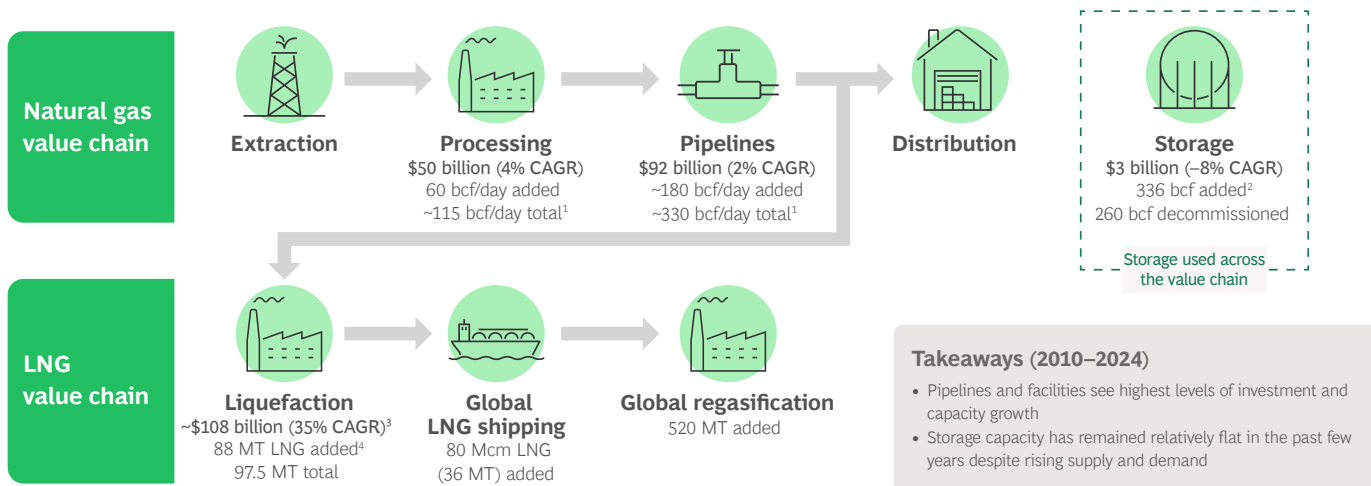 Natural gas
value chain
Extraction
Processing
$50 billion (4% CAGR)
60 bcf/day added
~115 bcf/day total¹
Pipelines
$92 billion (2% CAGR)
~180 bcf/day added
~330 bcf/day total¹
Distribution
Storage
$3 billion (–8% CAGR)
336 bcf added²
260 bcf decommissioned
Storage used across
the value chain
LNG
value chain
Liquefaction
~$108 billion (35% CAGR)³
88 MT LNG added⁴
97.5 MT total
Global
LNG shipping
80 Mcm LNG
(36 MT) added
Global regasification
520 MT added
Takeaways (2010–2024)
• Pipelines and facilities see highest levels of investment and
capacity growth
• Storage capacity has remained relatively flat in the past few
years despite rising supply and demand